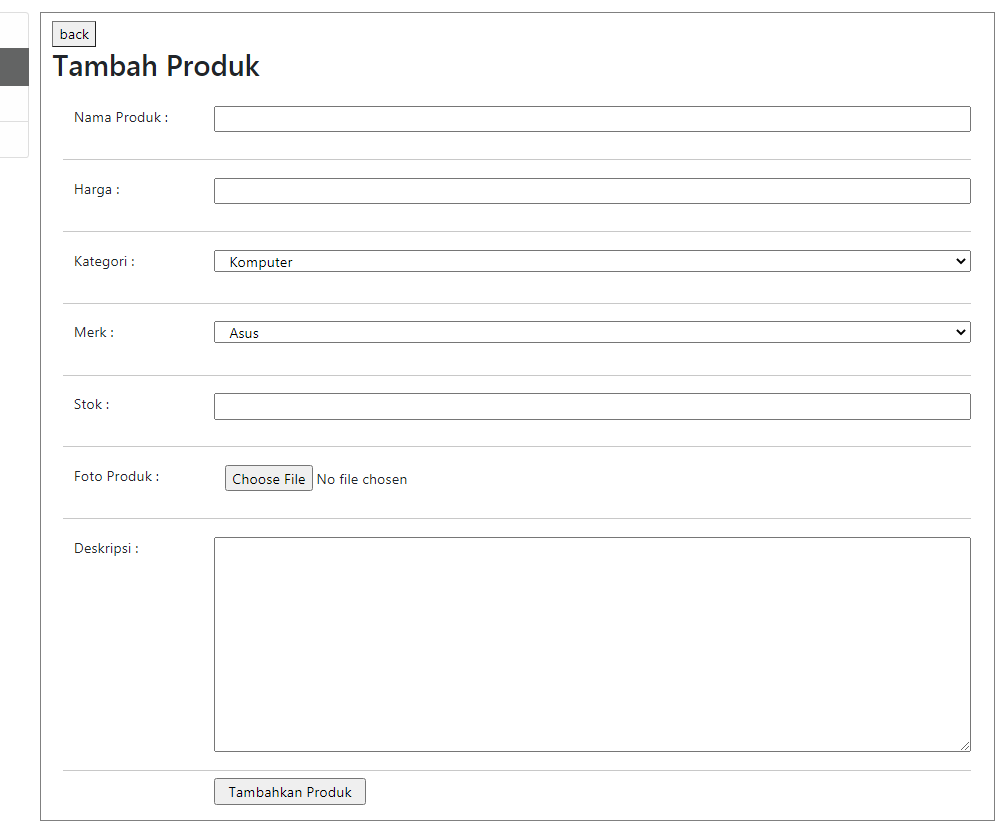 back
Tambah Produk
Nama Produk :
Harga :
Kategori :
Komputer
Merk :
Asus
Stok :
Foto Produk :
Choose File No file chosen
Deskripsi :
Tambahkan Produk